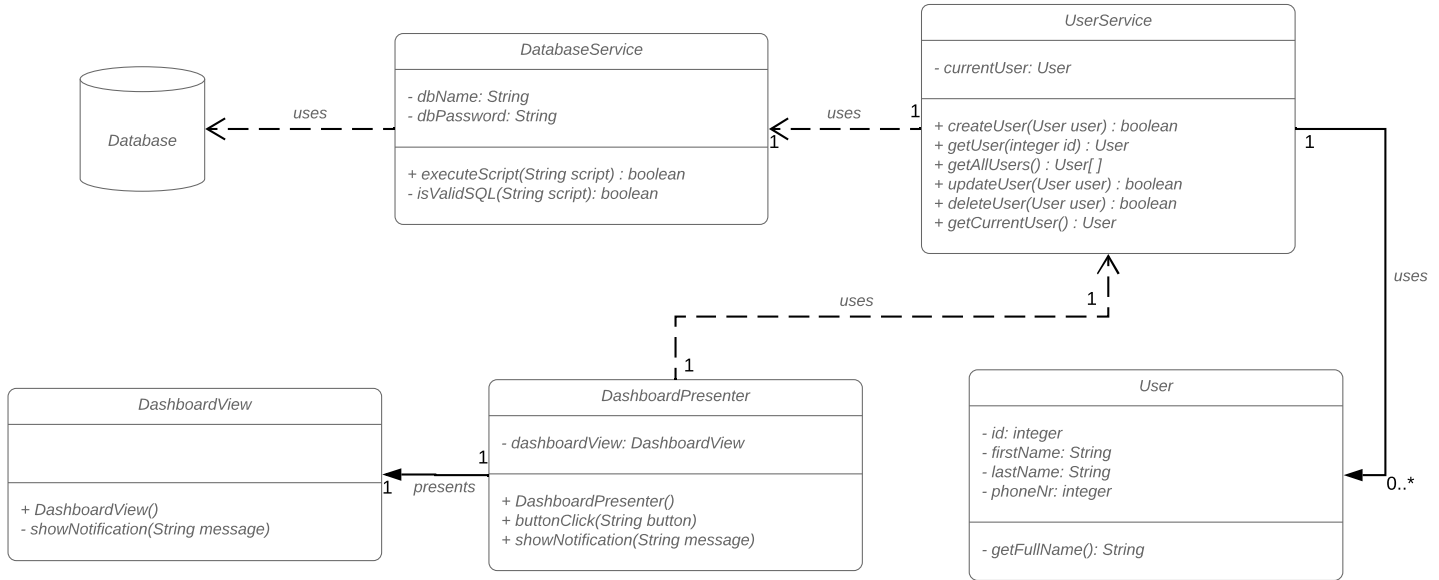 Database
uses
DatabaseService
- dbName: String
- dbPassword: String
+ executeScript(String script) : boolean
- isValidSQL(String script): boolean
1
uses
1
UserService
- currentUser: User
+ createUser(User user) : boolean
+ getUser(integer id) : User
+ getAllUsers() : User[ ]
+ updateUser(User user) : boolean
+ deleteUser(User user) : boolean
+ getCurrentUser() : User
1
uses
0..*
1
uses
1
DashboardView
+ DashboardView()
- showNotification(String message)
1
presents
1
DashboardPresenter
- dashboardView: DashboardView
+ DashboardPresenter()
+ buttonClick(String button)
+ showNotification(String message)
User
- id: integer
- firstName: String
- lastName: String
- phoneNr: integer
- getFullName(): String